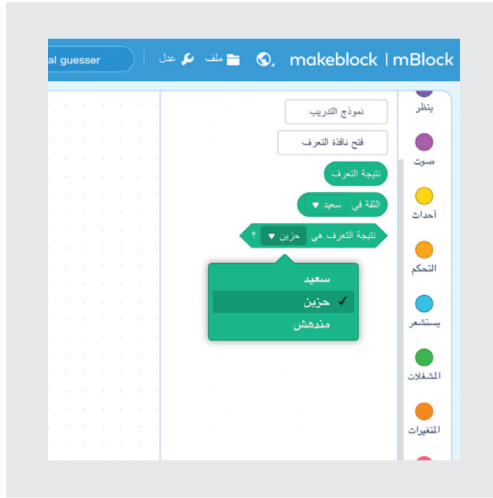 makeblock | mBlock
ملف
عدل
al guesser
ينظر
صوت
أحداث
التحكم
يستشعر
المشغلات
المتغيرات
نموذج التدريب
فتح نافذة التعرف
نتيجة التعرف
الثقة في سعيد
نتيجة التعرف هي حزين ؟
سعيد
✓ حزين
مندهش